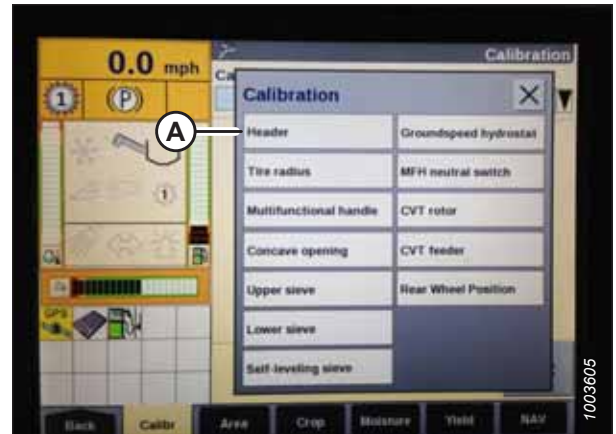 0.0 mph
Calibration
Ca
1
(P)
Calibration
A
Header
Groundspeed hydrostat
Tire radius
MFH neutral switch
1
Multifunctional handle
CVT rotor
Concave opening
CVT feeder
Upper sieve
Rear Wheel Position
GPS
Lower sieve
Self-leveling sieve
Back
Calibr
Area
Crop
Moisture
Yield
NAV
1003605